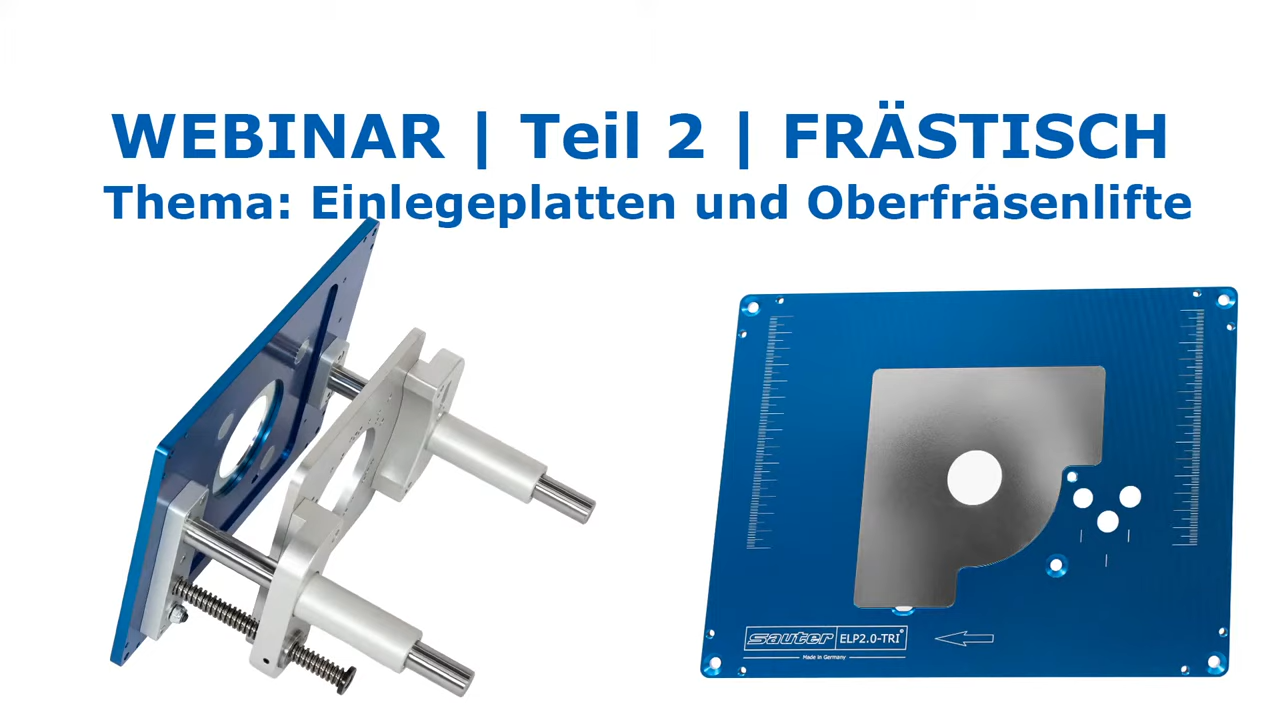 WEBINAR | Teil 2 | FRÄSTISCH
Thema: Einlegeplatten und Oberfräsenlifte
sauter ELP2.0-TRI®
Made in Germany